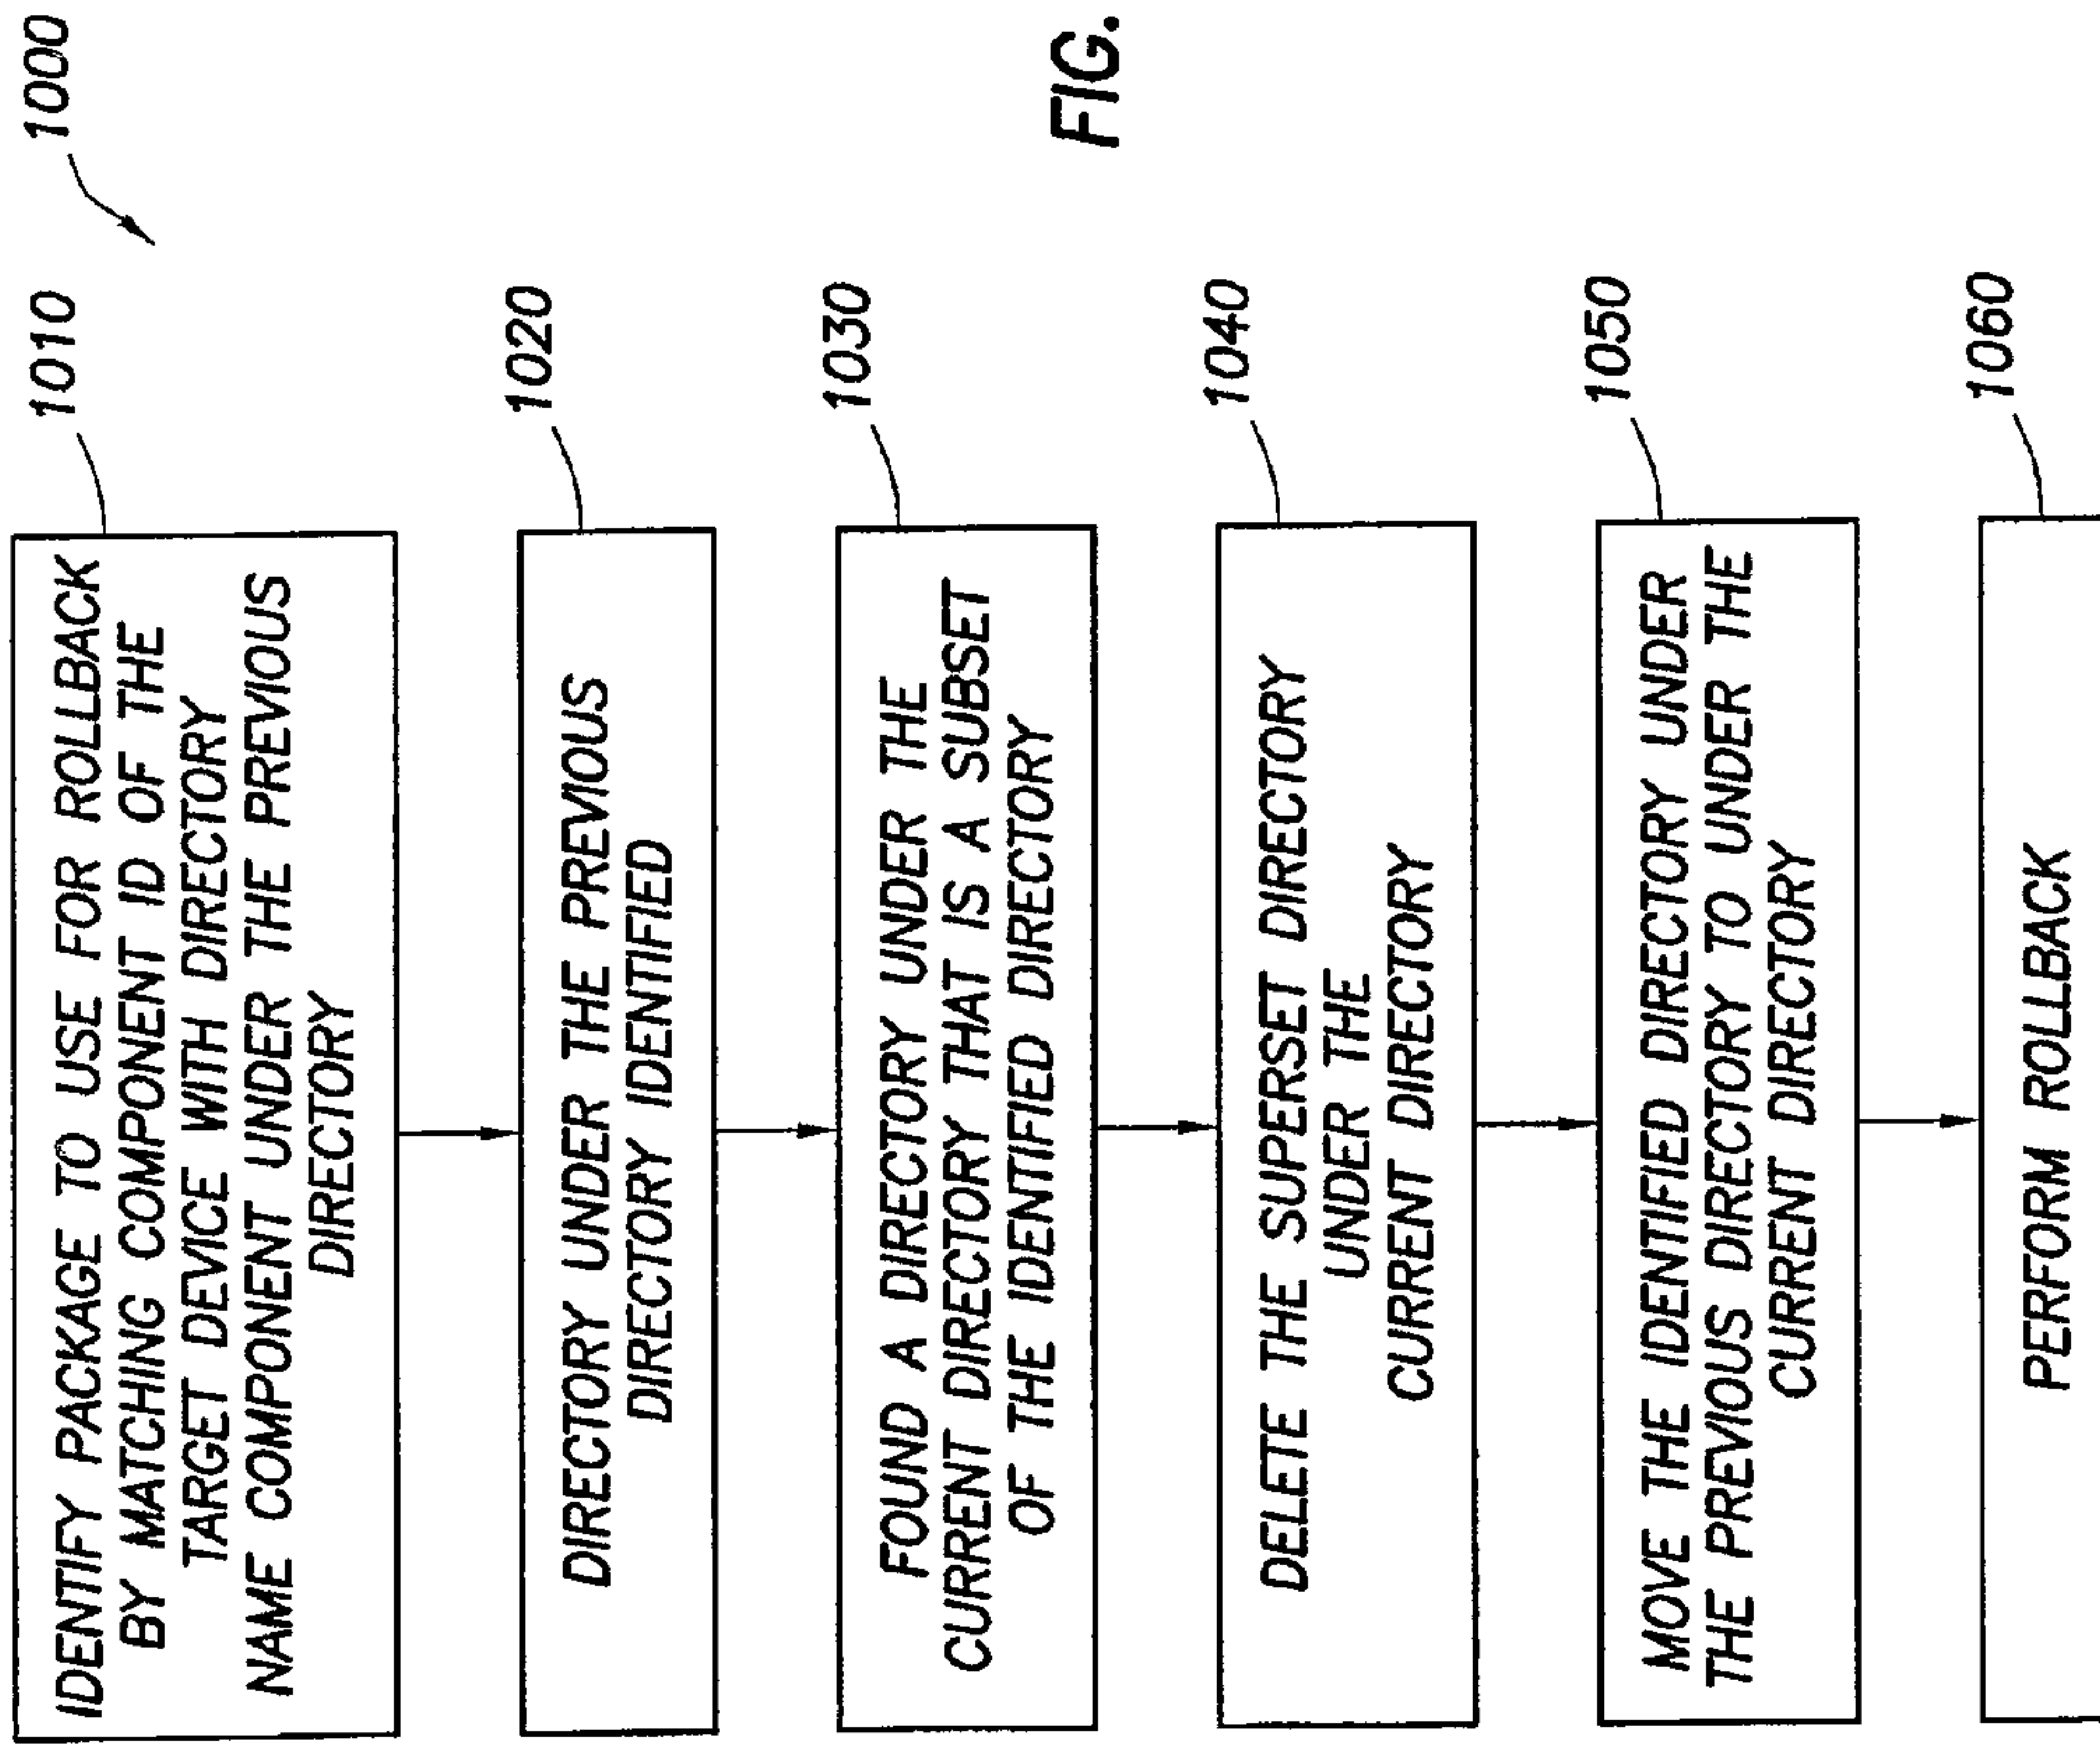 1000
1010
IDENTIFY PACKAGE TO USE FOR ROLLBACK
BY MATCHING COMPONENT ID OF THE
TARGET DEVICE WITH DIRECTORY
NAME COMPONENT UNDER THE PREVIOUS
DIRECTORY
1020
DIRECTORY UNDER THE PREVIOUS
DIRECTORY IDENTIFIED
1030
FOUND A DIRECTORY UNDER THE
CURRENT DIRECTORY THAT IS A SUBSET
OF THE IDENTIFIED DIRECTORY
1040
DELETE THE SUPERSET DIRECTORY
UNDER THE
CURRENT DIRECTORY
1050
MOVE THE IDENTIFIED DIRECTORY UNDER
THE PREVIOUS DIRECTORY TO UNDER THE
CURRENT DIRECTORY
1060
PERFORM ROLLBACK
FIG.